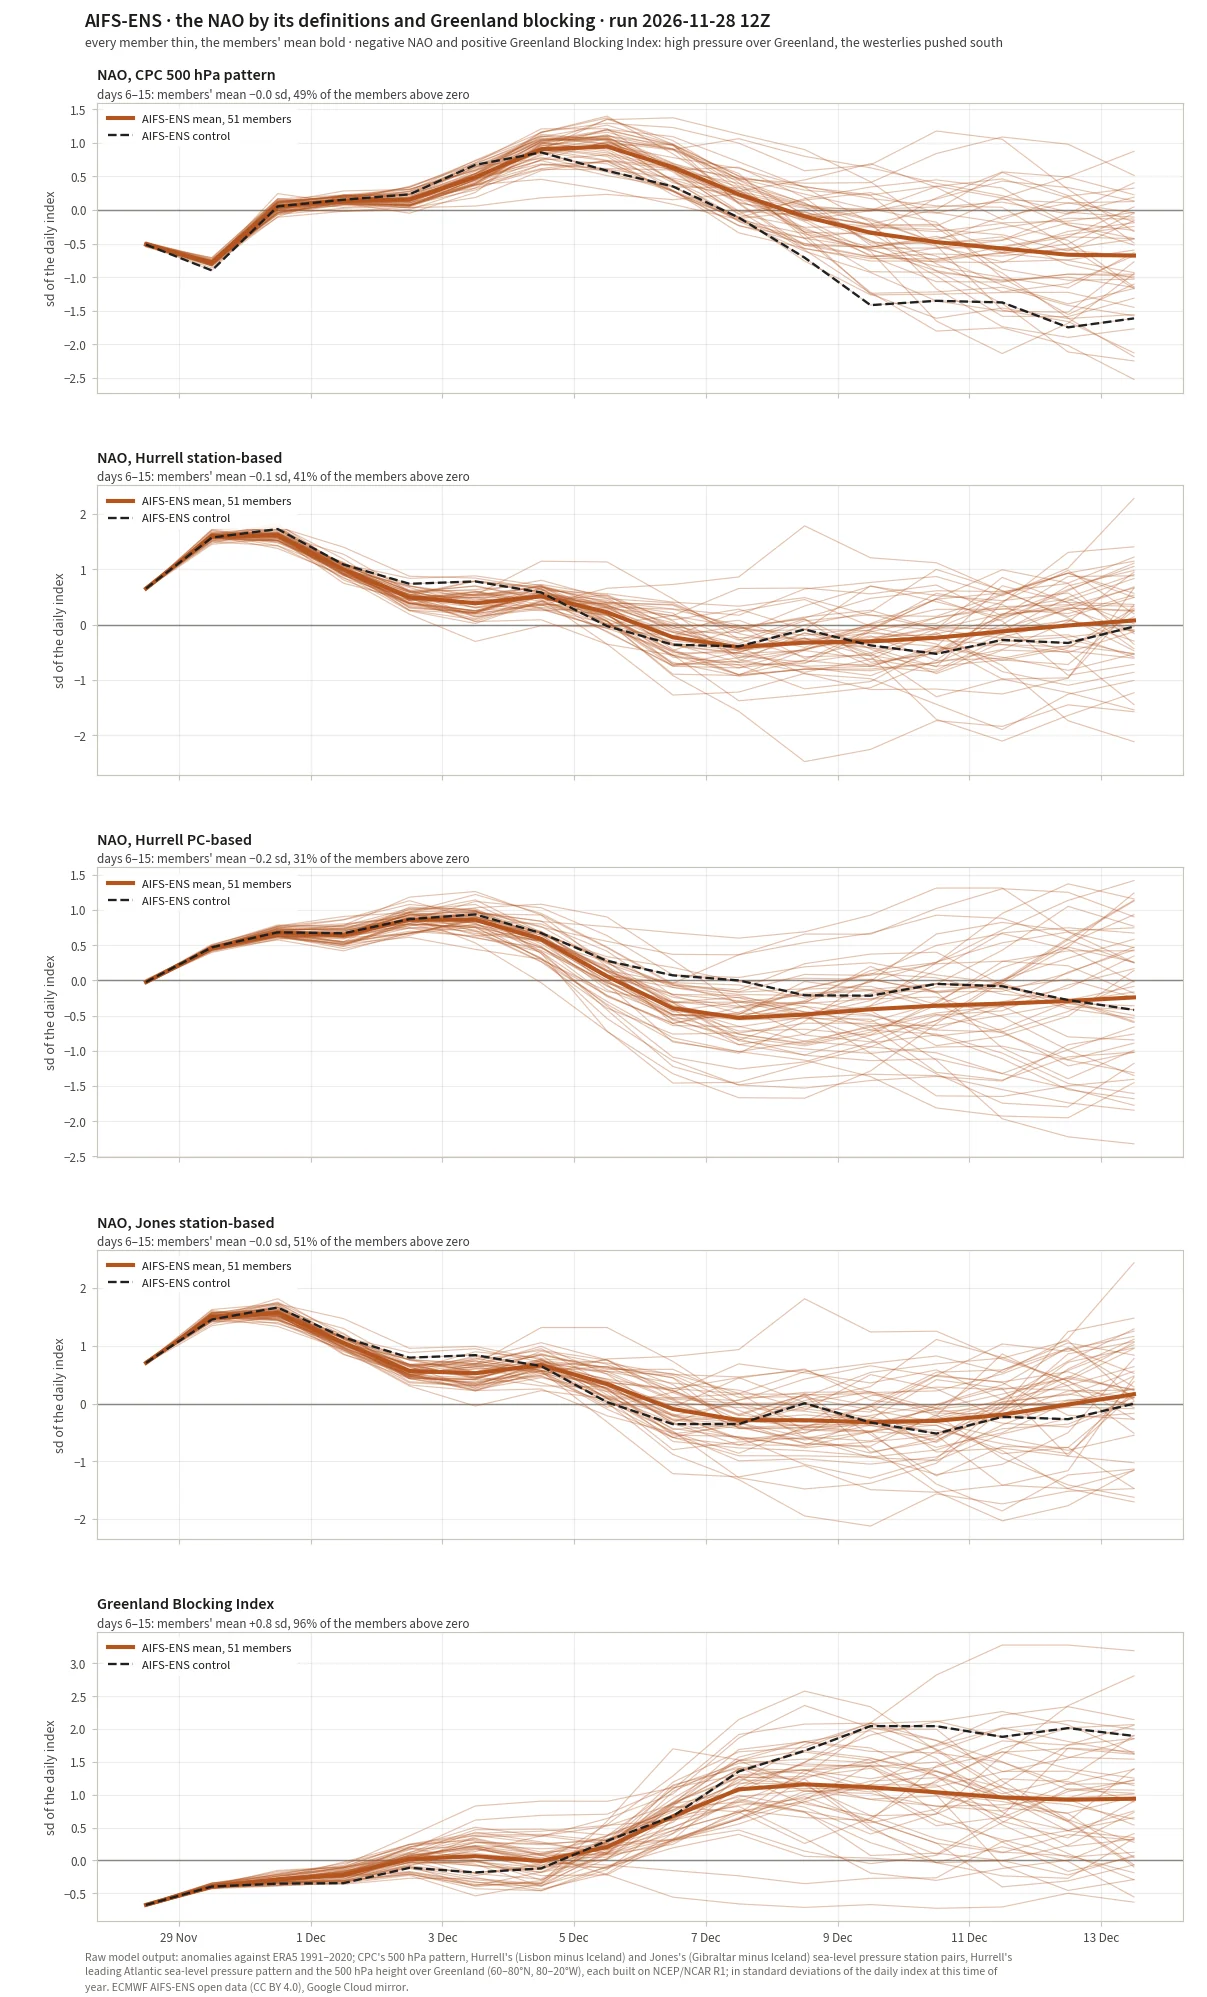 AIFS-ENS · the NAO by its definitions and Greenland blocking · run 2026-11-28 12Z
every member thin, the members' mean bold · negative NAO and positive Greenland Blocking Index: high pressure over Greenland, the westerlies pushed south
NAO, CPC 500 hPa pattern
days 6–15: members' mean −0.0 sd, 49% of the members above zero
AIFS-ENS mean, 51 members
AIFS-ENS control
sd of the daily index
1.5
1.0
0.5
0.0
−0.5
−1.0
−1.5
−2.0
−2.5
NAO, Hurrell station-based
days 6–15: members' mean −0.1 sd, 41% of the members above zero
AIFS-ENS mean, 51 members
AIFS-ENS control
sd of the daily index
2
1
0
−1
−2
NAO, Hurrell PC-based
days 6–15: members' mean −0.2 sd, 31% of the members above zero
AIFS-ENS mean, 51 members
AIFS-ENS control
sd of the daily index
1.5
1.0
0.5
0.0
−0.5
−1.0
−1.5
−2.0
−2.5
NAO, Jones station-based
days 6–15: members' mean −0.0 sd, 51% of the members above zero
AIFS-ENS mean, 51 members
AIFS-ENS control
sd of the daily index
2
1
0
−1
−2
Greenland Blocking Index
days 6–15: members' mean +0.8 sd, 96% of the members above zero
AIFS-ENS mean, 51 members
AIFS-ENS control
sd of the daily index
3.0
2.5
2.0
1.5
1.0
0.5
0.0
−0.5
29 Nov 1 Dec 3 Dec 5 Dec 7 Dec 9 Dec 11 Dec 13 Dec
Raw model output: anomalies against ERA5 1991–2020; CPC's 500 hPa pattern, Hurrell's (Lisbon minus Iceland) and Jones's (Gibraltar minus Iceland) sea-level pressure station pairs, Hurrell's
leading Atlantic sea-level pressure pattern and the 500 hPa height over Greenland (60–80°N, 80–20°W), each built on NCEP/NCAR R1; in standard deviations of the daily index at this time of
year. ECMWF AIFS-ENS open data (CC BY 4.0), Google Cloud mirror.